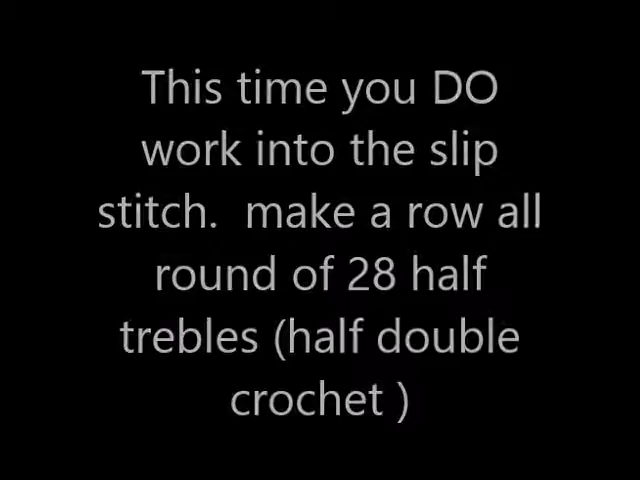 This time you DO
work into the slip
stitch.  make a row all
round of 28 half
trebles (half double
crochet )